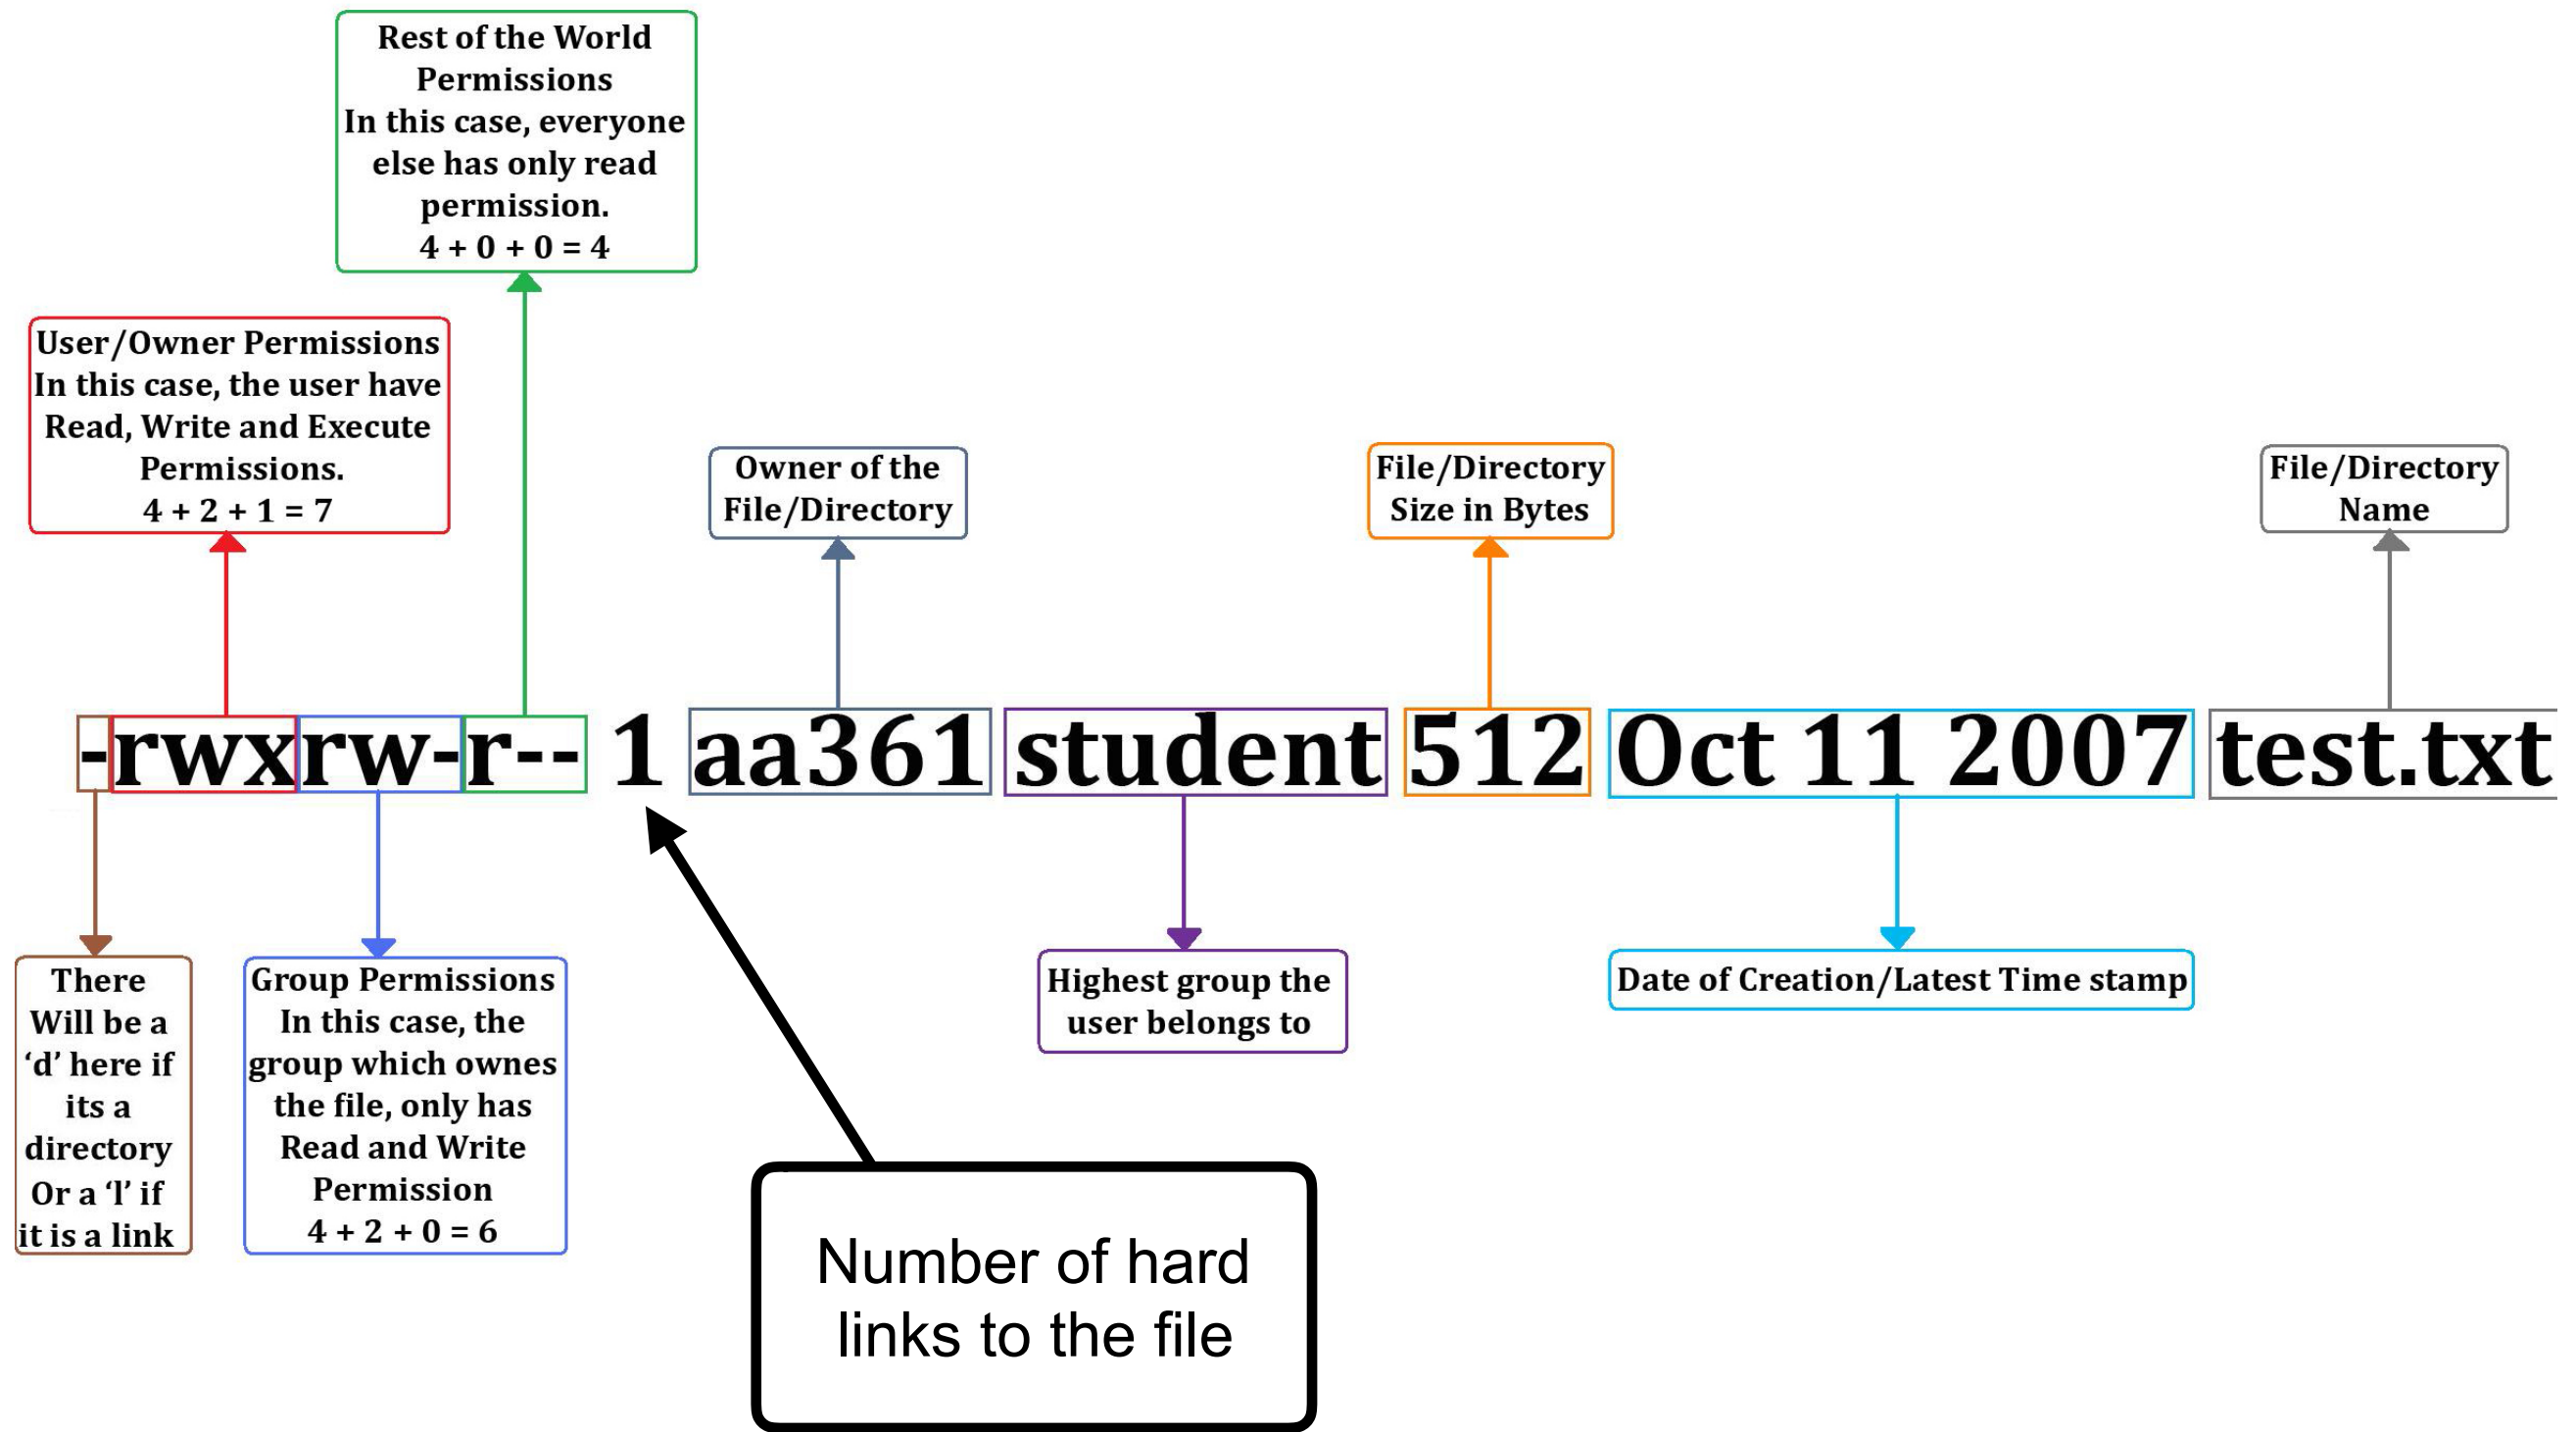 Rest of the World
Permissions
In this case, everyone
else has only read
permission.
4 + 0 + 0 = 4
User/Owner Permissions
In this case, the user have
Read, Write and Execute
Permissions.
4 + 2 + 1 = 7
Owner of the
File/Directory
File/Directory
Size in Bytes
File/Directory
Name
-rwxrw-r-- 1 aa361 student 512 Oct 11 2007 test.txt
There
Will be a
‘d’ here if
its a
directory
Or a ‘l’ if
it is a link
Group Permissions
In this case, the
group which ownes
the file, only has
Read and Write
Permission
4 + 2 + 0 = 6
Highest group the
user belongs to
Date of Creation/Latest Time stamp
Number of hard
links to the file